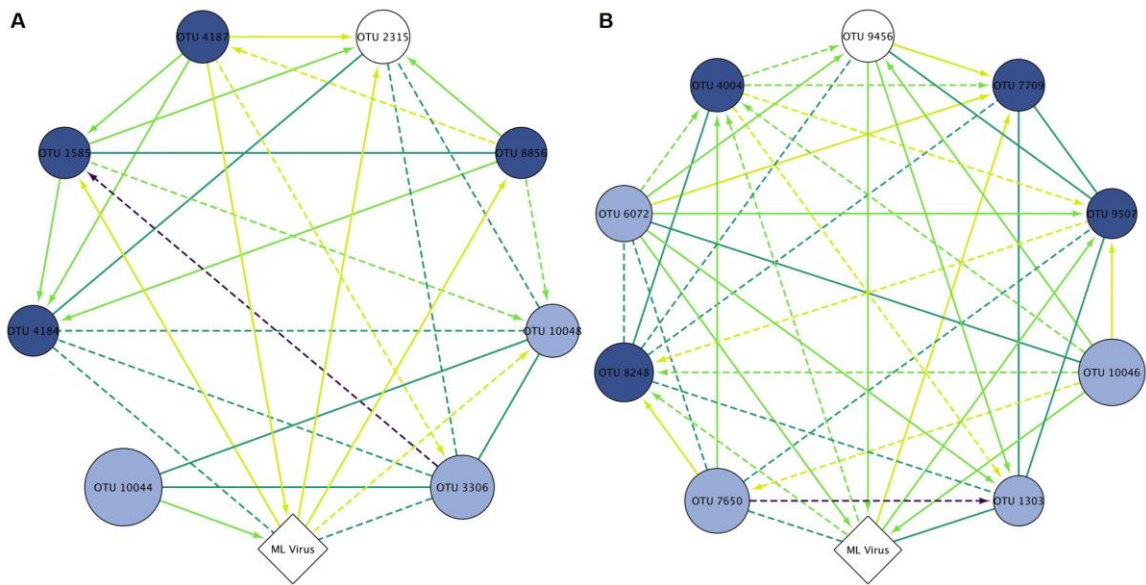 A
OTU 4187
OTU 2315
OTU 1585
OTU 8856
OTU 4184
OTU 10048
OTU 10044
OTU 3306
ML Virus
B
OTU 9456
OTU 4004
OTU 7709
OTU 6072
OTU 9507
OTU 8248
OTU 10046
OTU 7650
OTU 1303
ML Virus